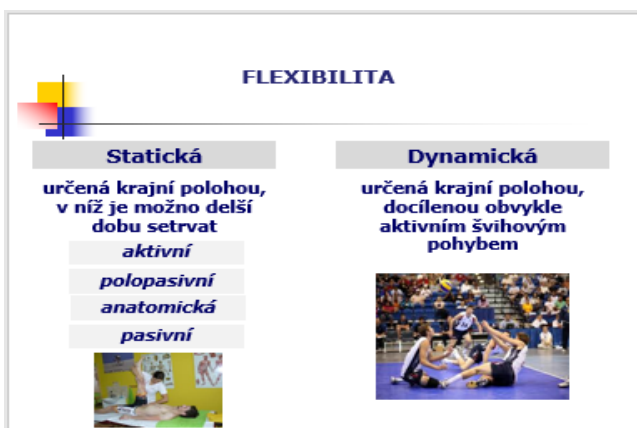 FLEXIBILITA
Statická
určená krajní polohou,
v níž je možno delší
dobu setrvat
aktivní
polopasivní
anatomická
pasivní
Dynamická
určená krajní polohou,
docílenou obvykle
aktivním švihovým
pohybem